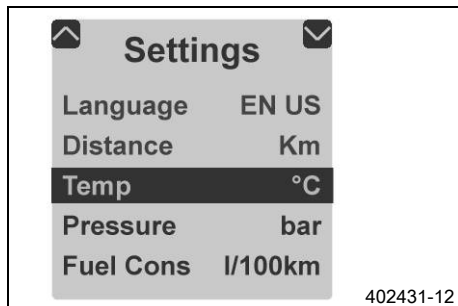 Settings
Language EN US
Distance Km
Temp °C
Pressure bar
Fuel Cons l/100km
402431-12